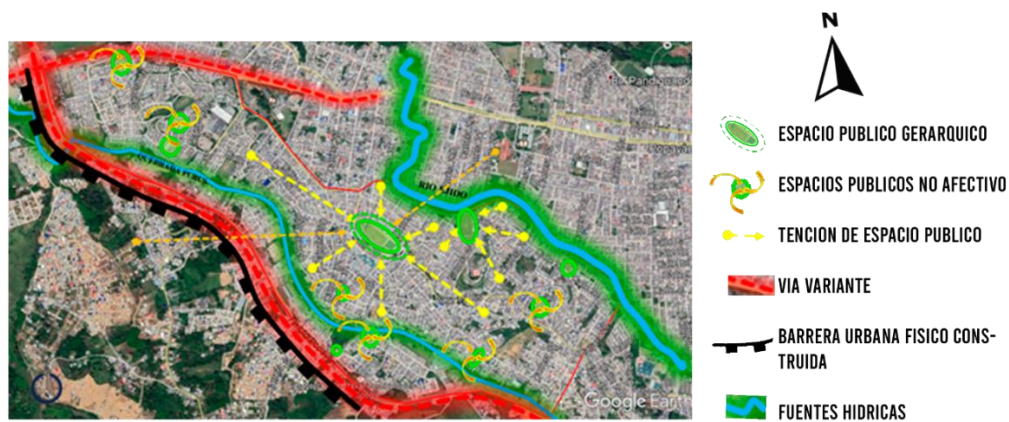 N
ESPACIO PUBLICO GERARQUICO
ESPACIOS PUBLICOS NO AFECTIVO
TENCION DE ESPACIO PUBLICO
VIA VARIANTE
BARRERA URBANA FISICO CONS-
TRUIDA
FUENTES HIDRICAS
RIO
Google Earth